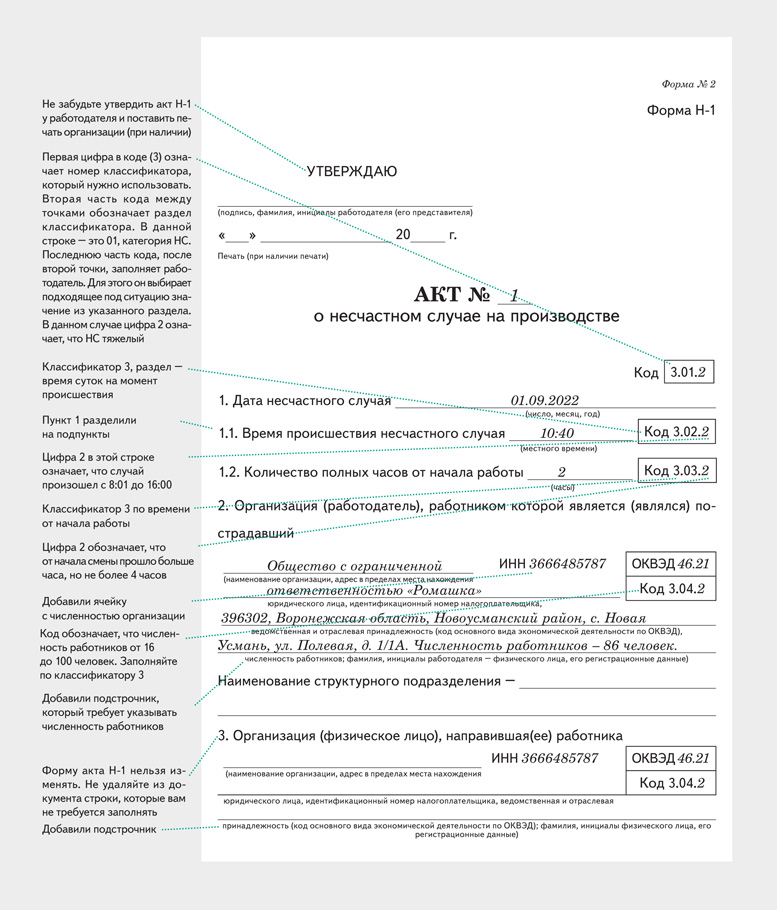 Форма № 2
Форма Н-1
Не забудьте утвердить акт Н-1
у работодателя и поставить пе-
чать организации (при наличии)
Первая цифра в коде (3) озна-
чает номер классификатора,
который нужно использовать.
Вторая часть кода между
точками обозначает раздел
классификатора. В данной
строке — это 01, категория НС.
Последнюю часть кода, после
второй точки, заполняет рабо-
тодатель. Для этого он выбирает
подходящее под ситуацию зна-
чение из указанного раздела.
В данном случае цифра 2 озна-
чает, что НС тяжелый
Классификатор 3, раздел —
время суток на момент
происшествия
Пункт 1 разделили
на подпункты
Цифра 2 в этой строке
означает, что случай
произошел с 8:01 до 16:00
Классификатор 3 по времени
от начала работы
Цифра 2 обозначает, что
от начала смены прошло больше
часа, но не более 4 часов
Добавили ячейку
с численностью организации
Код обозначает, что числен-
ность работников от 16
до 100 человек. Заполняйте
по классификатору 3
Добавили подстрочник,
который требует указывать
численность работников
Форму акта Н-1 нельзя из-
менять. Не удаляйте из до-
кумента строки, которые вам
не требуется заполнять
Добавили подстрочник
УТВЕРЖДАЮ
(подпись, фамилия, инициалы работодателя (его представителя)
«___» ____________________ 20_____ г.
Печать (при наличии печати)
АКТ № 1
о несчастном случае на производстве
Код 3.01.2
1. Дата несчастного случая 01.09.2022
(число, месяц, год)
1.1. Время происшествия несчастного случая 10:40 Код 3.02.2
(местного времени)
1.2. Количество полных часов от начала работы 2 Код 3.03.2
(часы)
2. Организация (работодатель), работником которой является (являлся) по-
страдавший
Общество с ограниченной ИНН 3666485787 ОКВЭД 46.21
(наименование организации, адрес в пределах места нахождения
ответственностью «Ромашка» Код 3.04.2
юридического лица, идентификационный номер налогоплательщика,
396302, Воронежская область, Новоусманский район, с. Новая
ведомственная и отраслевая принадлежность (код основного вида экономической деятельности по ОКВЭД),
Усмань, ул. Полевая, д. 1/1А. Численность работников – 86 человек.
численность работников; фамилия, инициалы работодателя — физического лица, его регистрационные данные)
Наименование структурного подразделения —
3. Организация (физическое лицо), направившая(ее) работника
ИНН 3666485787 ОКВЭД 46.21
(наименование организации, адрес в пределах места нахождения
Код 3.04.2
юридического лица, идентификационный номер налогоплательщика, ведомственная и отраслевая
принадлежность (код основного вида экономической деятельности по ОКВЭД); фамилия, инициалы физического лица, его
регистрационные данные)